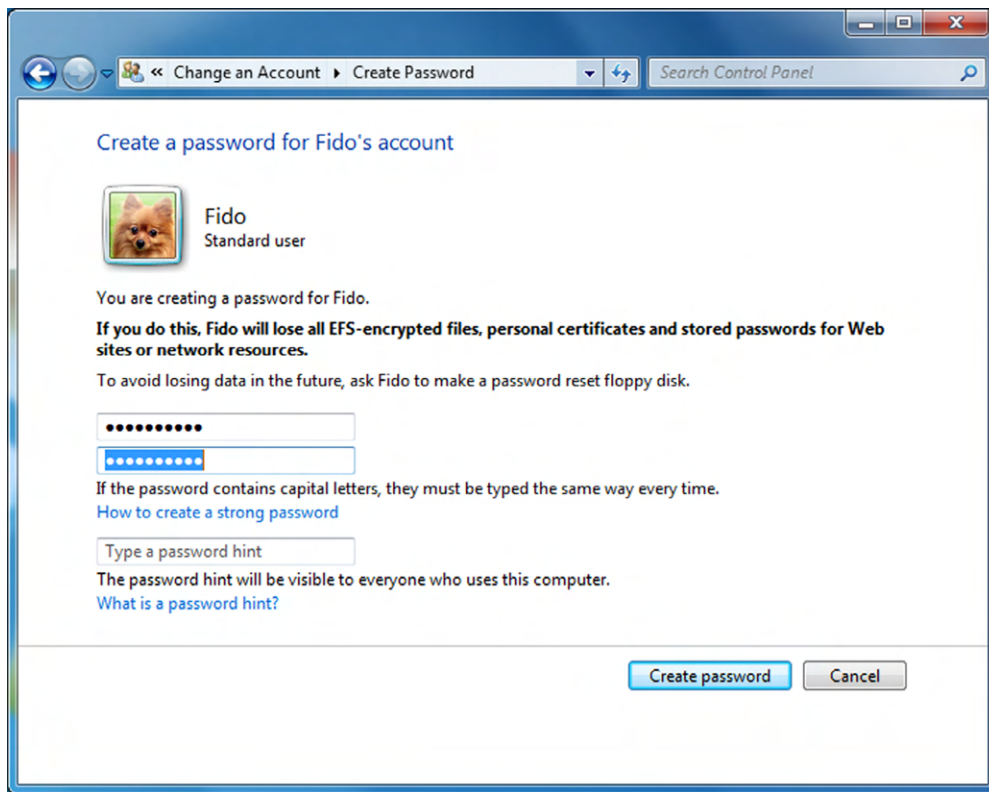 « Change an Account ▸ Create Password
Search Control Panel
Create a password for Fido's account
Fido
Standard user
You are creating a password for Fido.
If you do this, Fido will lose all EFS-encrypted files, personal certificates and stored passwords for Web
sites or network resources.
To avoid losing data in the future, ask Fido to make a password reset floppy disk.
●●●●●●●●●●
●●●●●●●●●●
If the password contains capital letters, they must be typed the same way every time.
How to create a strong password
Type a password hint
The password hint will be visible to everyone who uses this computer.
What is a password hint?
Create password
Cancel